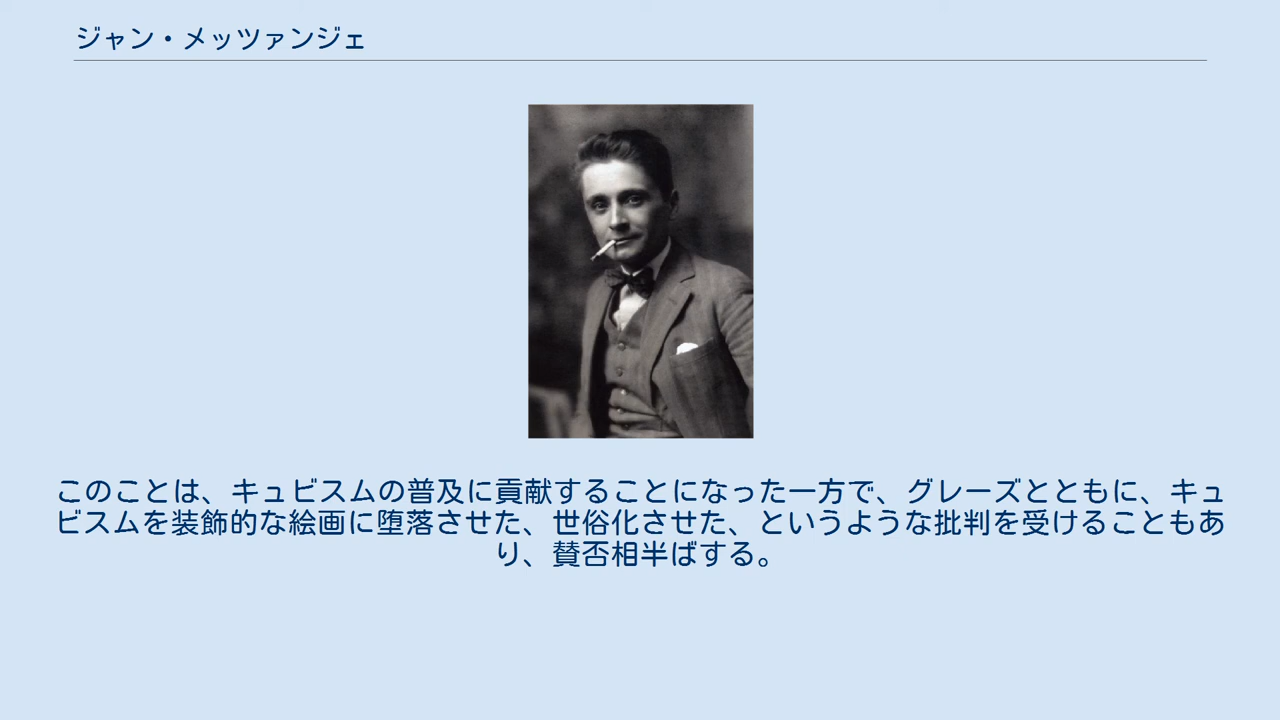 ジャン・メッツァンジェ
このことは、キュビスムの普及に貢献することになった一方で、グレーズとともに、キュ
ビスムを装飾的な絵画に堕落させた、世俗化させた、というような批判を受けることもあ
り、賛否相半ばする。